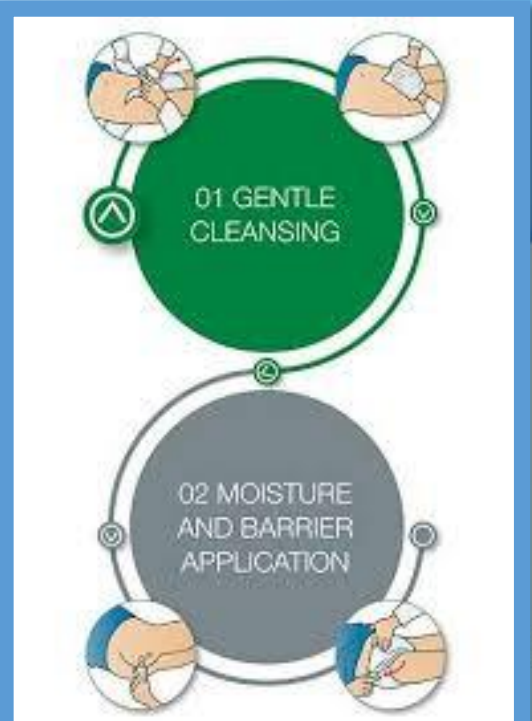 01 GENTLE
CLEANSING
02 MOISTURE
AND BARRIER
APPLICATION